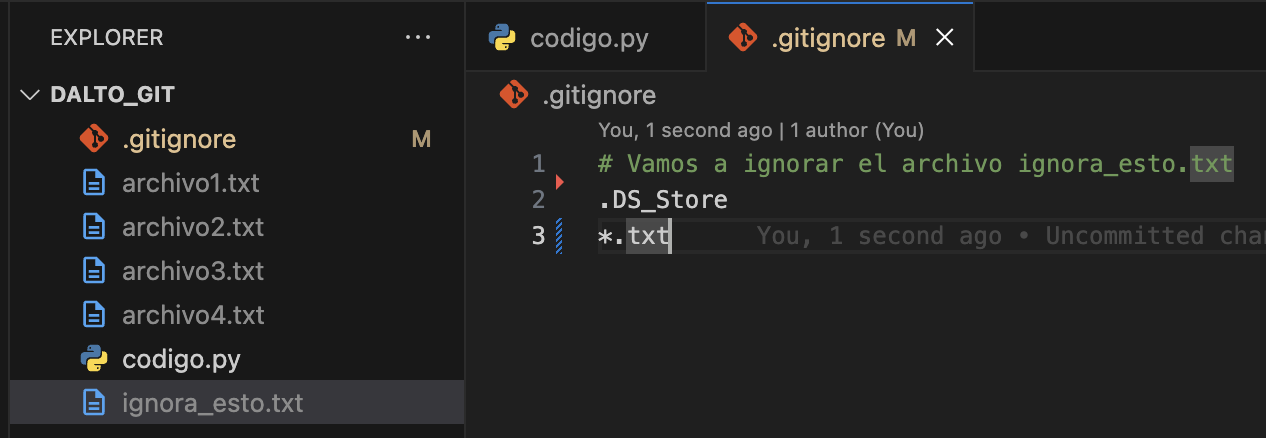 EXPLORER ...
DALTO_GIT
.gitignore M
archivo1.txt
archivo2.txt
archivo3.txt
archivo4.txt
codigo.py
ignora_esto.txt
codigo.py .gitignore M
.gitignore
You, 1 second ago | 1 author (You)
1 # Vamos a ignorar el archivo ignora_esto.txt
2 .DS_Store
3 *.txt You, 1 second ago • Uncommitted